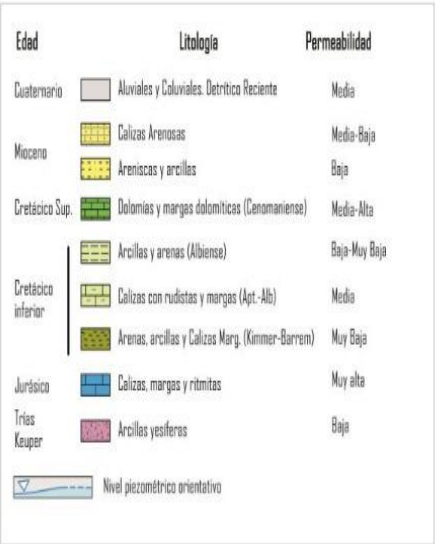 Edad Litología Permeabilidad
Cuaternario Aluviales y Coluviales. Detrítico Reciente Media
Mioceno
Calizas Arenosas Media-Baja
Areniscas y arcillas Baja
Cretácico Sup. Dolomías y margas dolomíticas (Cenomaniense) Media-Alta
Cretácico inferior
Arcillas y arenas (Albiense) Baja-Muy Baja
Calizas con rudistas y margas (Apt.-Alb) Media
Arenas, arcillas y Calizas Marg. (Kimmer-Barrem) Muy Baja
Jurásico Calizas, margas y ritmitas Muy alta
Trías
Keuper
Arcillas yesíferas Baja
Nivel piezométrico orientativo